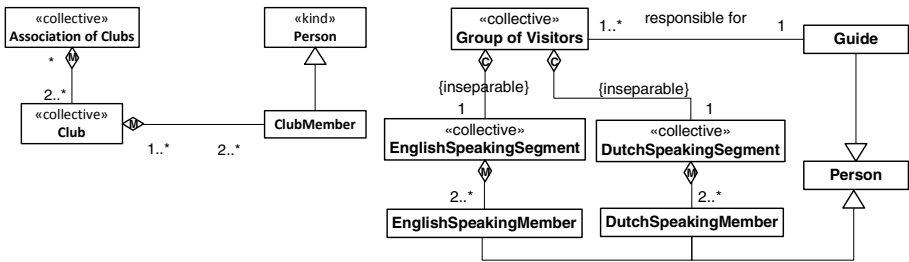 «collective»
Association of Clubs
M
*
2..*
«collective»
Club
M
1..*
2..*
«kind»
Person
ClubMember
«collective»
Group of Visitors
1..*
responsible for
1
Guide
C
C
{inseparable}
{inseparable}
1
1
«collective»
EnglishSpeakingSegment
«collective»
DutchSpeakingSegment
Person
M
M
2..*
2..*
EnglishSpeakingMember
DutchSpeakingMember